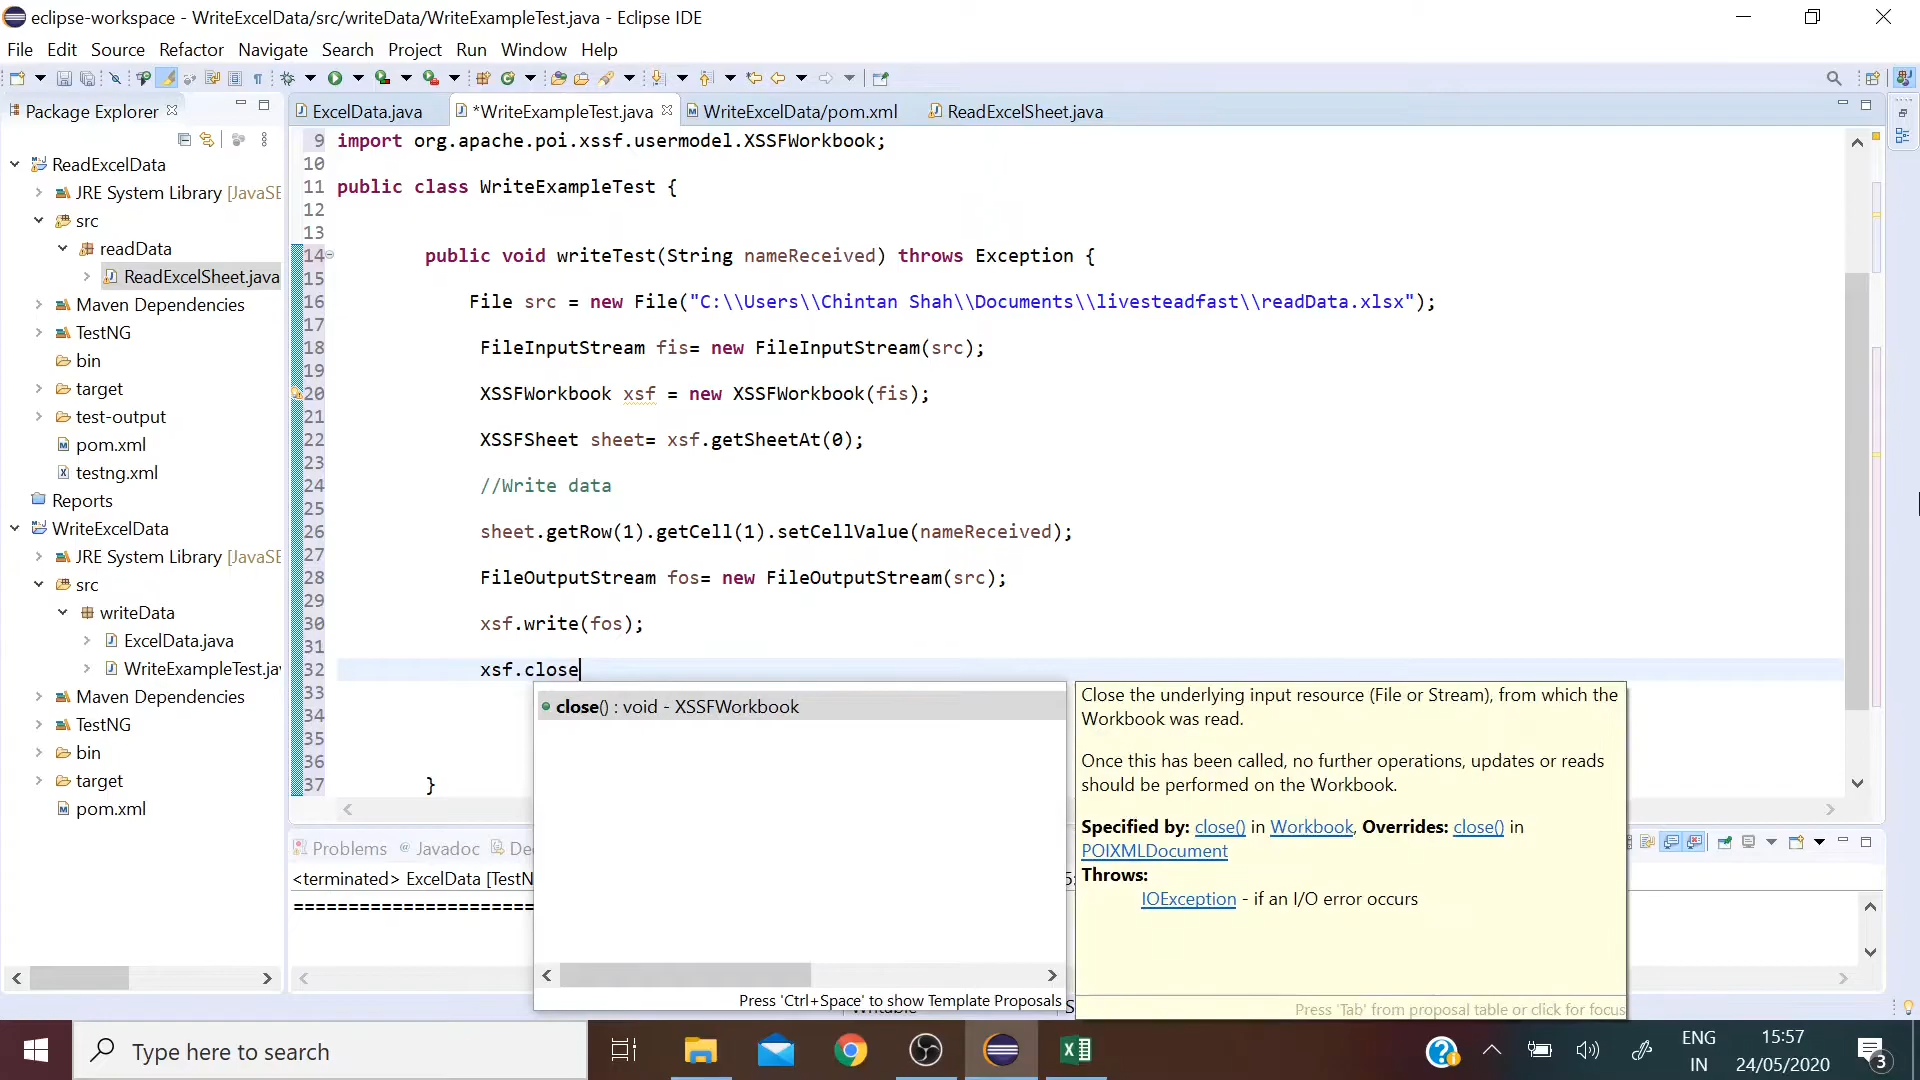 eclipse-workspace - WriteExcelData/src/writeData/WriteExampleTest.java - Eclipse IDE
File Edit Source Refactor Navigate Search Project Run Window Help
Package Explorer
ExcelData.java
*WriteExampleTest.java
WriteExcelData/pom.xml
ReadExcelSheet.java
ReadExcelData
JRE System Library [JavaSE
src
readData
ReadExcelSheet.java
Maven Dependencies
TestNG
bin
target
test-output
pom.xml
testng.xml
Reports
WriteExcelData
JRE System Library [JavaSE
src
writeData
ExcelData.java
WriteExampleTest.ja
Maven Dependencies
TestNG
bin
target
pom.xml
9 import org.apache.poi.xssf.usermodel.XSSFWorkbook;
10
11 public class WriteExampleTest {
12
13
14 public void writeTest(String nameReceived) throws Exception {
15
16 File src = new File("C:\\Users\\Chintan Shah\\Documents\\livesteadfast\\readData.xlsx");
17
18 FileInputStream fis= new FileInputStream(src);
19
20 XSSFWorkbook xsf = new XSSFWorkbook(fis);
21
22 XSSFSheet sheet= xsf.getSheetAt(0);
23
24 //Write data
25
26 sheet.getRow(1).getCell(1).setCellValue(nameReceived);
27
28 FileOutputStream fos= new FileOutputStream(src);
29
30 xsf.write(fos);
31
32 xsf.close
33
34
35
36
37 }
close() : void - XSSFWorkbook
Press 'Ctrl+Space' to show Template Proposals
Close the underlying input resource (File or Stream), from which the
Workbook was read.
Once this has been called, no further operations, updates or reads
should be performed on the Workbook.
Specified by: close() in Workbook, Overrides: close() in
POIXMLDocument
Throws:
IOException - if an I/O error occurs
Press 'Tab' from proposal table or click for focus
Problems @ Javadoc De
<terminated> ExcelData [TestN
======================
Type here to search
ENG
IN
15:57
24/05/2020
3